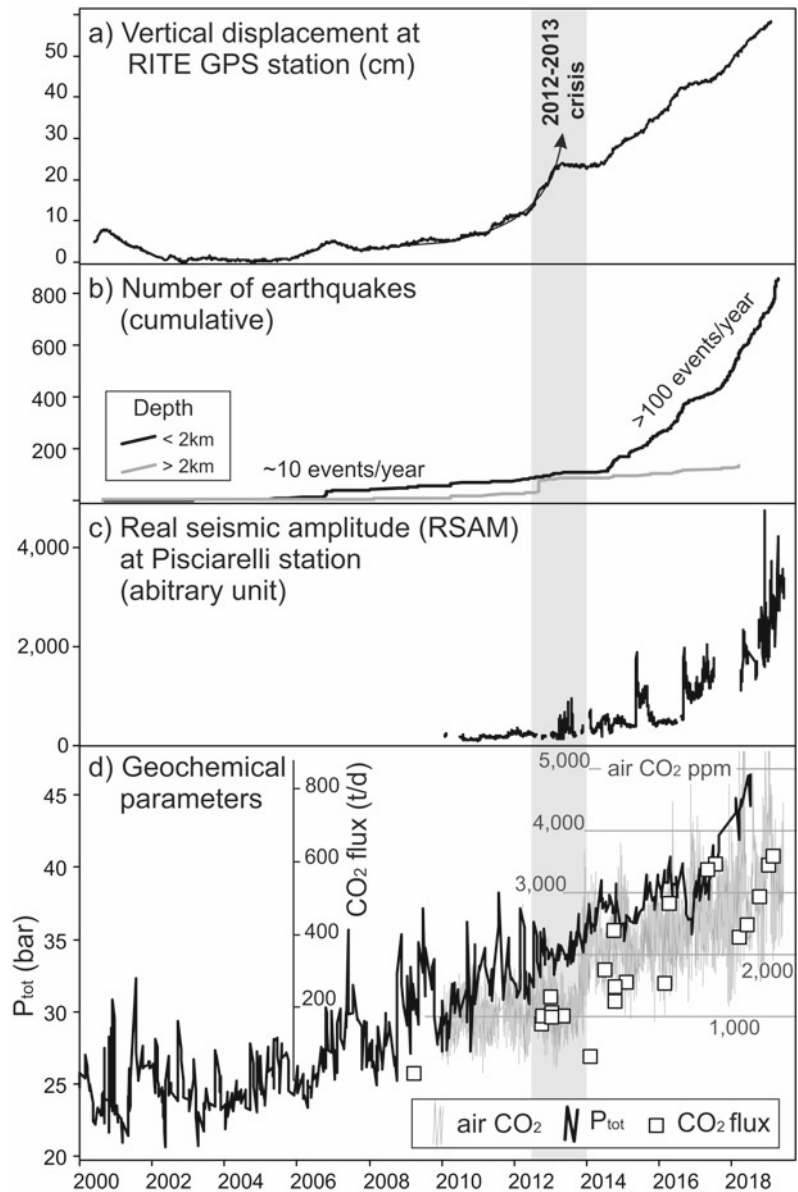 a) Vertical displacement at
RITE GPS station (cm)
2012-2013
crisis
60
50
40
30
20
10
0
b) Number of earthquakes
(cumulative)
800
600
400
200
Depth
< 2km
> 2km
~10 events/year
>100 events/year
c) Real seismic amplitude (RSAM)
at Pisciarelli station
(abitrary unit)
4,000
2,000
0
d) Geochemical
parameters
Ptot (bar)
45
40
35
30
25
20
CO2 flux (t/d)
800
600
400
200
5,000
air CO2 ppm
4,000
3,000
2,000
1,000
air CO2
Ptot
CO2 flux
2000 2002 2004 2006 2008 2010 2012 2014 2016 2018